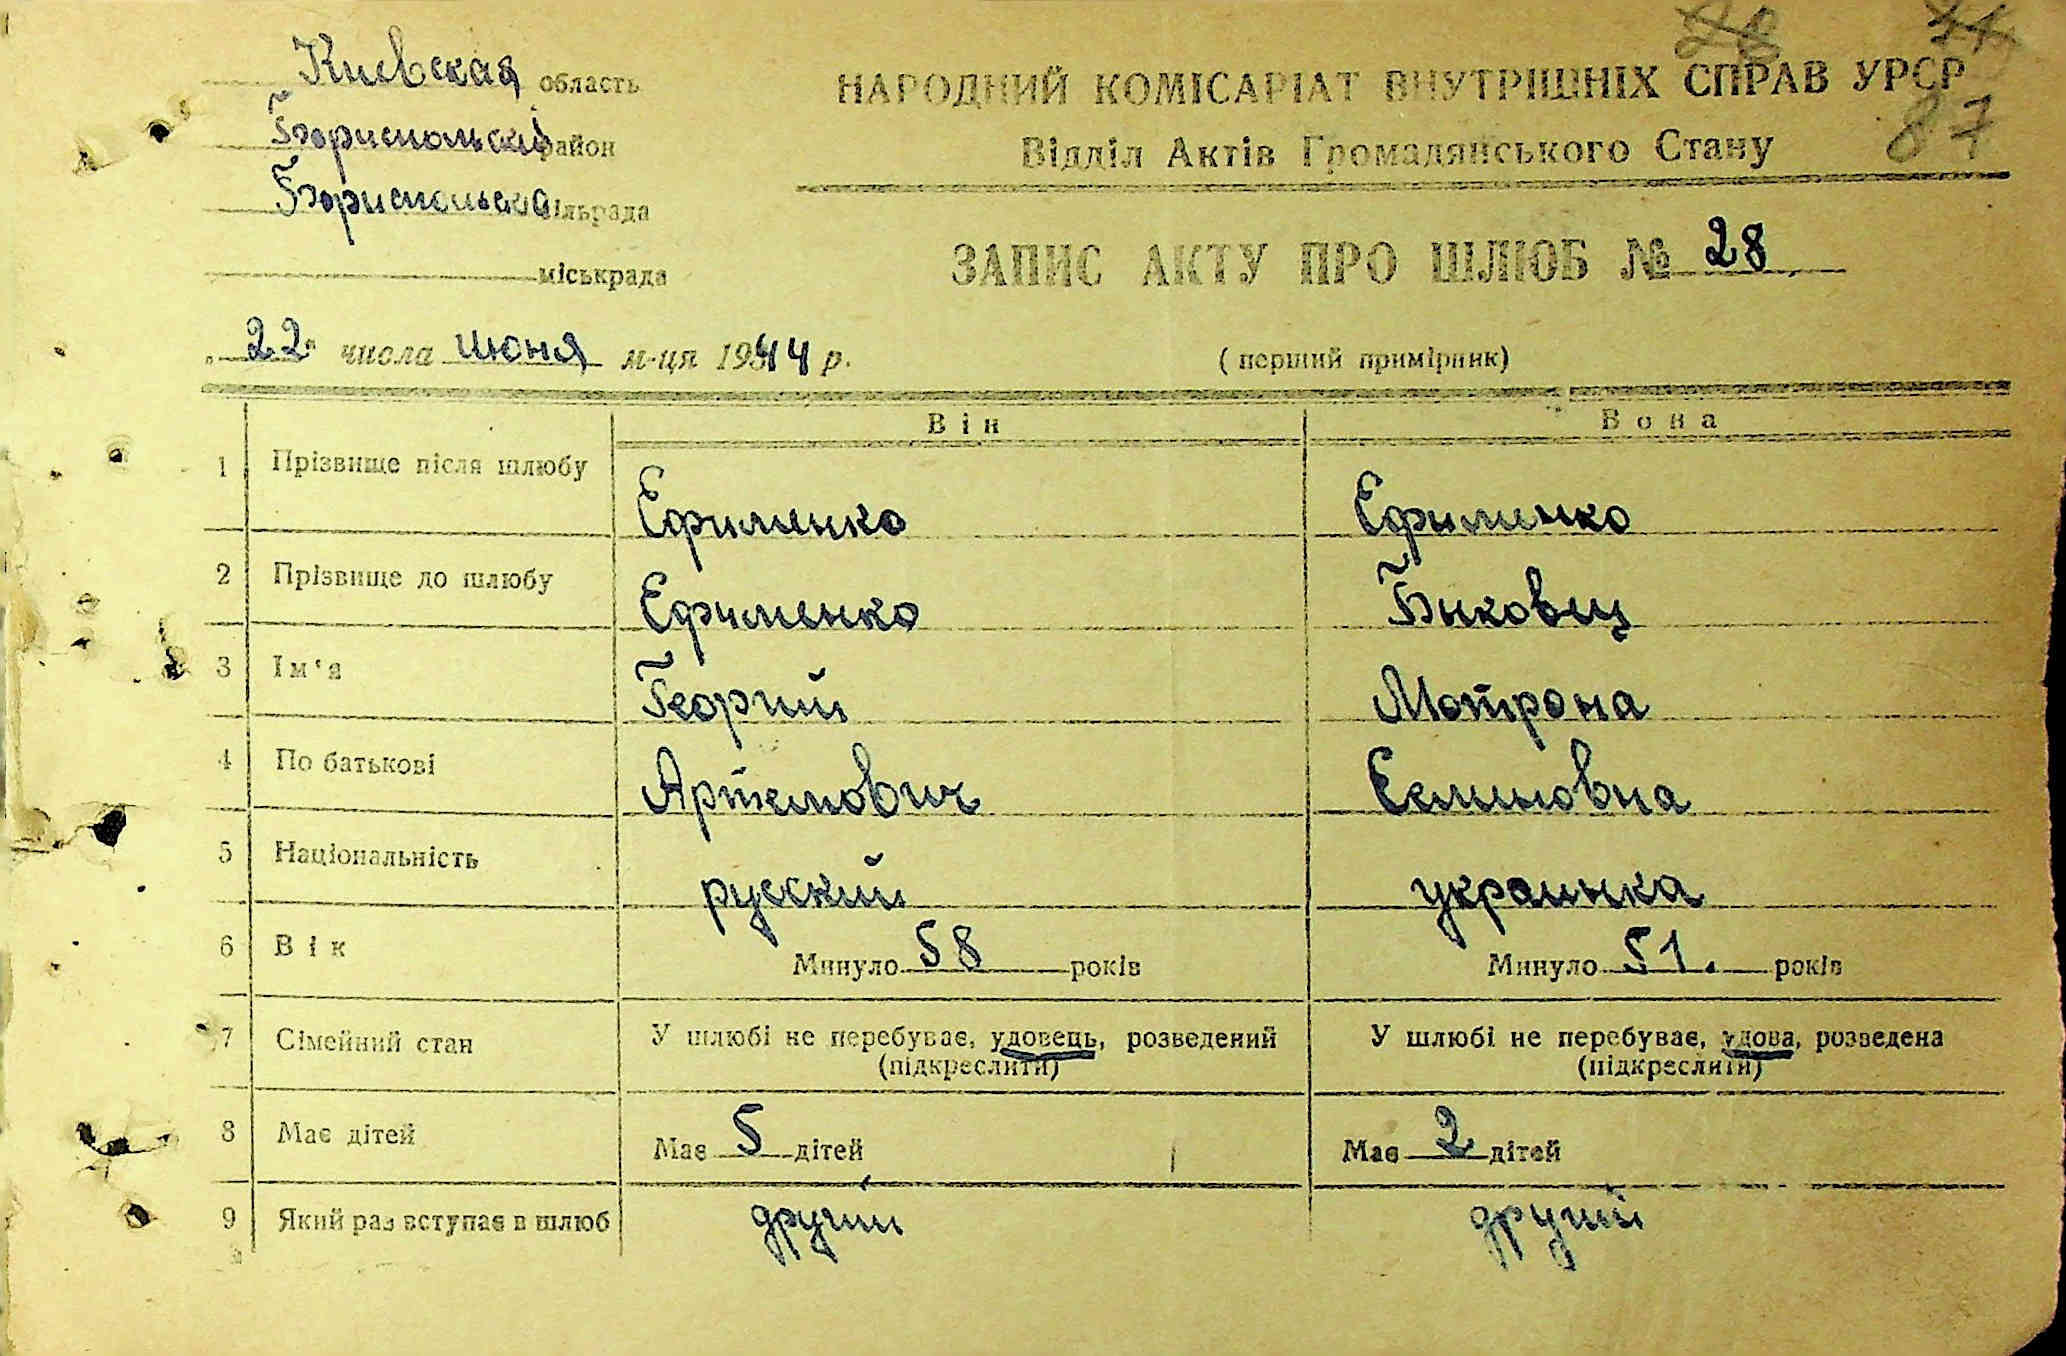 Киевская область
Бориспольский район
Бориспольска сільрада
міськрада
НАРОДНИЙ КОМІСАРІАТ ВНУТРІШНІХ СПРАВ УРСР
Відділ Актів Громадянського Стану
87
ЗАПИС АКТУ ПРО ШЛЮБ № 28
"22" числа июня м-ця 1944 р.
(перший примірник)
Він Вона
1 Прізвище після шлюбу Ефименко Ефименко
2 Прізвище до шлюбу Ефименко Биковец
3 Ім'я Георгий Мотрона
4 По батькові Артемович
5 Національність русский украинка
6 Вік Минуло 58 років Минуло 51. років
7 Сімейний стан У шлюбі не перебуває, удовець, розведений (підкреслити) У шлюбі не перебуває, удова, розведена (підкреслити)
8 Має дітей Має 5 дітей Має 2 дітей
9 Який раз вступає в шлюб другий другий